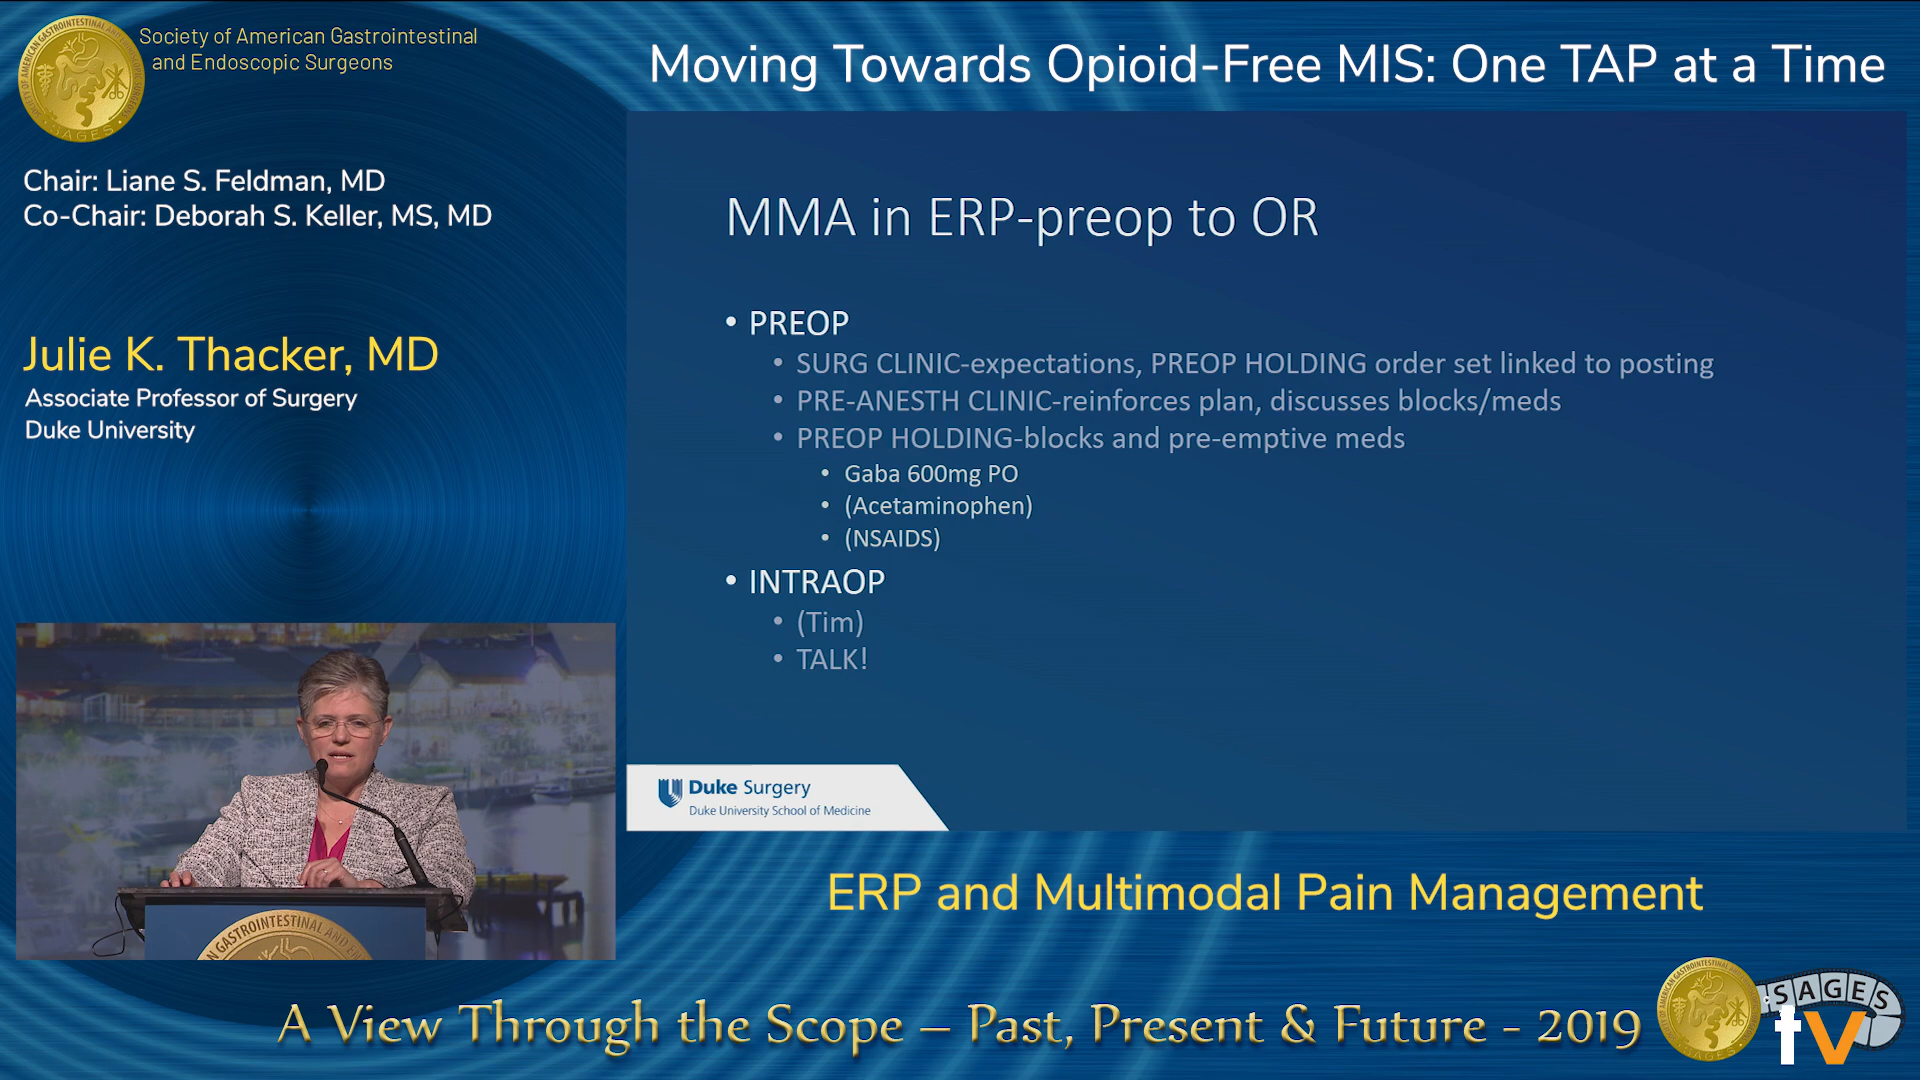 Society of American Gastrointestinal
and Endoscopic Surgeons
Moving Towards Opioid-Free MIS: One TAP at a Time
Chair: Liane S. Feldman, MD
Co-Chair: Deborah S. Keller, MS, MD
Julie K. Thacker, MD
Associate Professor of Surgery
Duke University
MMA in ERP-preop to OR
• PREOP
• SURG CLINIC-expectations, PREOP HOLDING order set linked to posting
• PRE-ANESTH CLINIC-reinforces plan, discusses blocks/meds
• PREOP HOLDING-blocks and pre-emptive meds
• Gaba 600mg PO
• (Acetaminophen)
• (NSAIDS)
• INTRAOP
• (Tim)
• TALK!
Duke Surgery
Duke University School of Medicine
GASTROINTESTINAL AND
ERP and Multimodal Pain Management
A View Through the Scope – Past, Present & Future - 2019
SAGES
tv